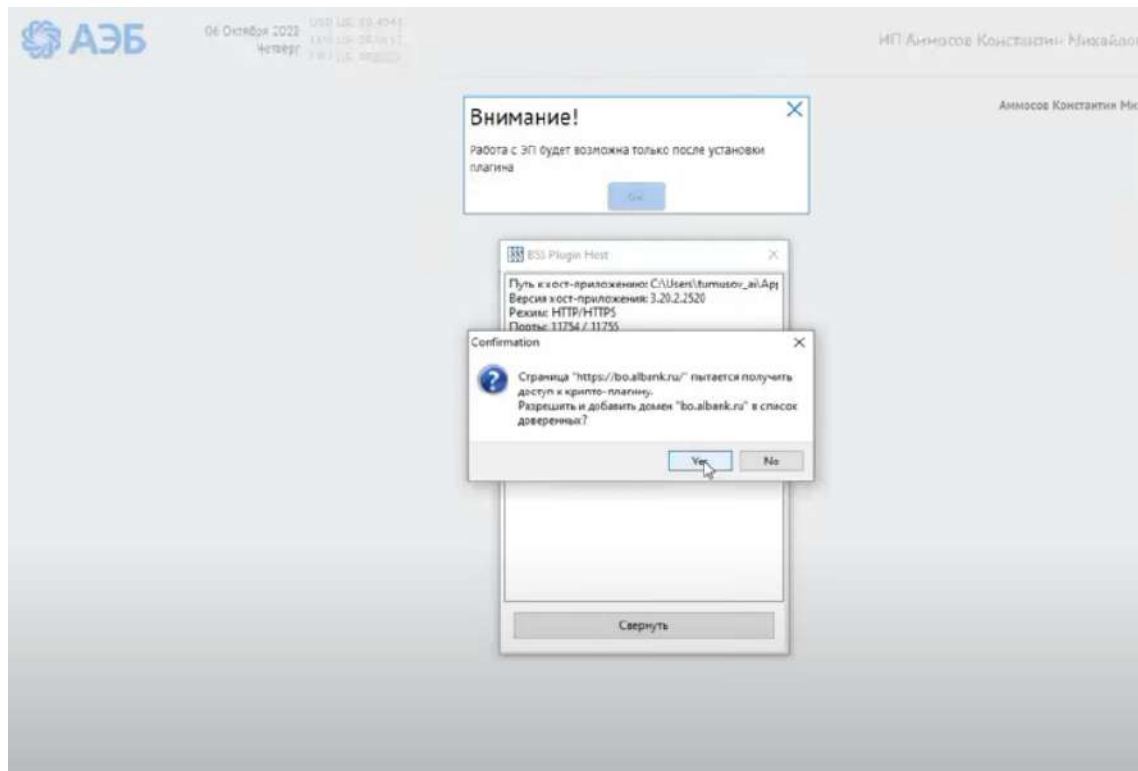 АЭБ
06 Октября 2022
Четверг
ИП Аммосов Константин Михайлов
Аммосов Константин Ми
Внимание!
Работа с ЭП будет возможна только после установки
плагина
OK
BSS Plugin Host
Путь к хост-приложению: C:\Users\turnusov_ai\Ap
Версия хост-приложения: 3.20.2.2520
Режим: HTTP/HTTPS
Порты: 11754 / 11755
Confirmation
Страница "https://bo.albank.ru/" пытается получить
доступ к крипто-плагину.
Разрешить и добавить домен "bo.albank.ru" в список
доверенных?
Yes
No
Свернуть